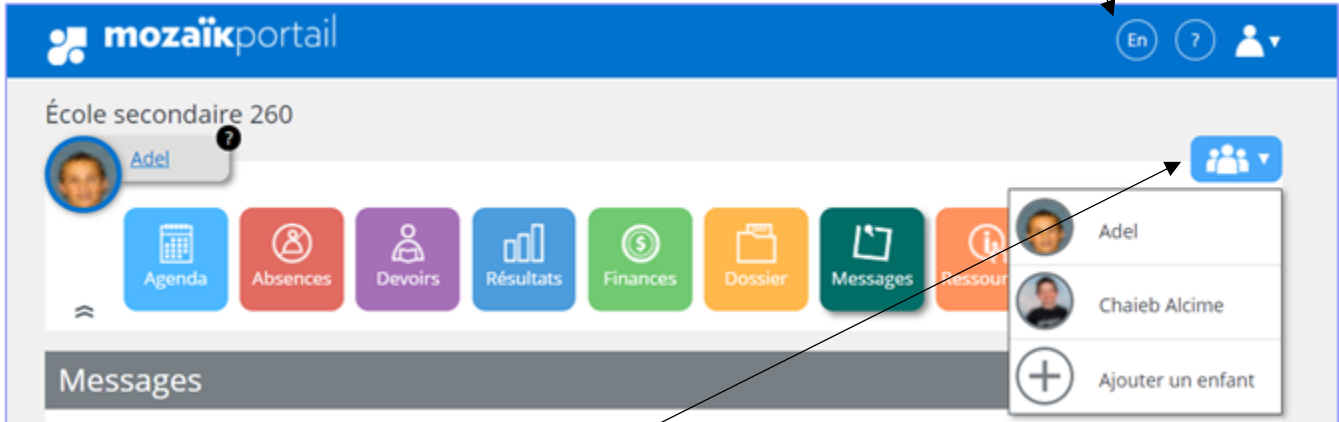 mozaïkportail
En ?
École secondaire 260
?
Adel
Agenda Absences Devoirs Résultats Finances Dossier Messages
Adel
Chaieb Alcime
Ajouter un enfant
Messages